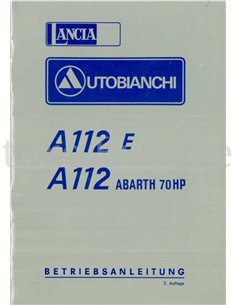 LANCIA
AUTOBIANCHI
A112 E
A112 ABARTH 70HP
BETRIEBSANLEITUNG
2. Auflage